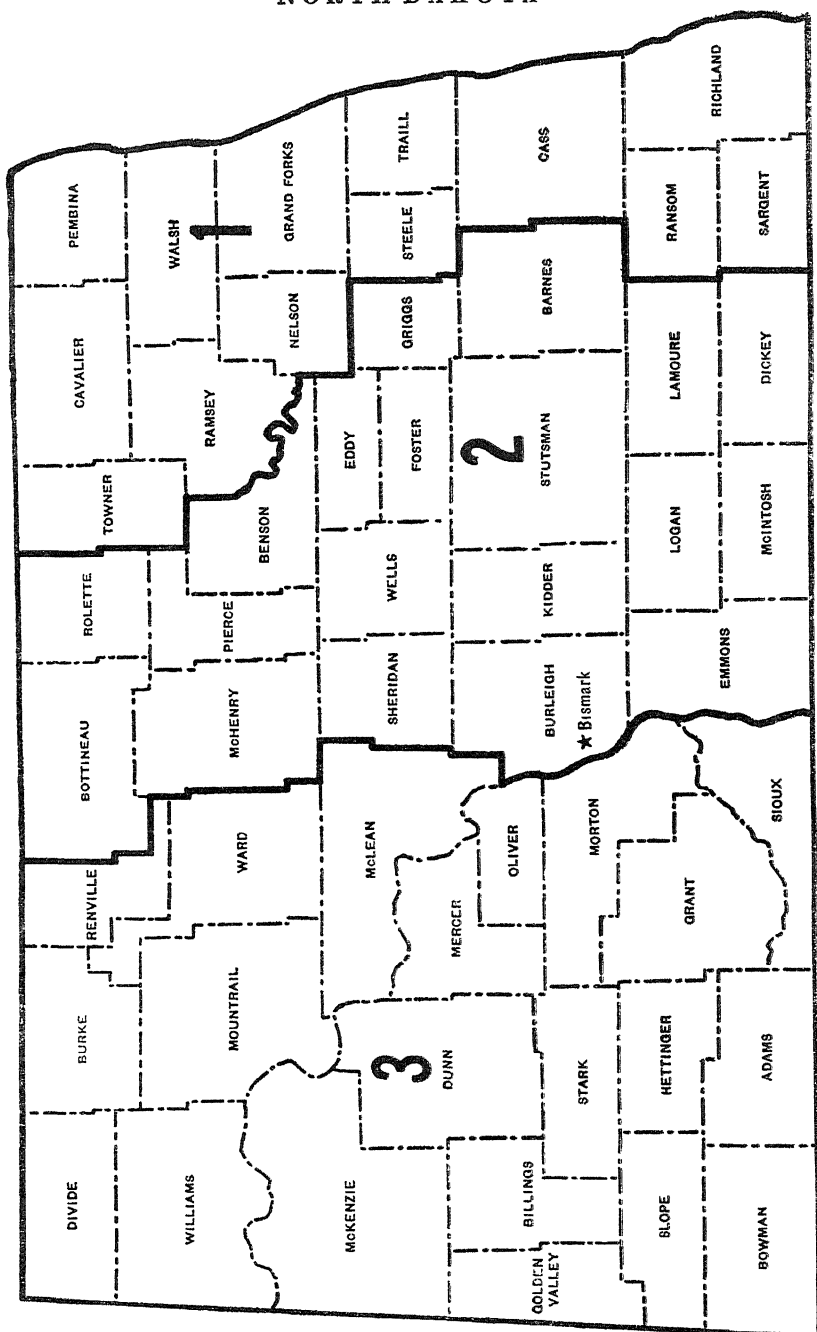 NORTH DAKOTA
DIVIDE
BURKE
RENVILLE
BOTTINEAU
ROLETTE
TOWNER
CAVALIER
PEMBINA
WILLIAMS
MOUNTRAIL
WARD
McHENRY
PIERCE
BENSON
RAMSEY
WALSH
1
NELSON
GRAND FORKS
McKENZIE
3
DUNN
McLEAN
MERCER
OLIVER
SHERIDAN
WELLS
EDDY
FOSTER
GRIGGS
STEELE
TRAILL
GOLDEN
VALLEY
BILLINGS
STARK
MORTON
BURLEIGH
★ Bismark
KIDDER
2
STUTSMAN
BARNES
CASS
SLOPE
HETTINGER
GRANT
EMMONS
LOGAN
LAMOURE
RANSOM
RICHLAND
BOWMAN
ADAMS
SIOUX
McINTOSH
DICKEY
SARGENT